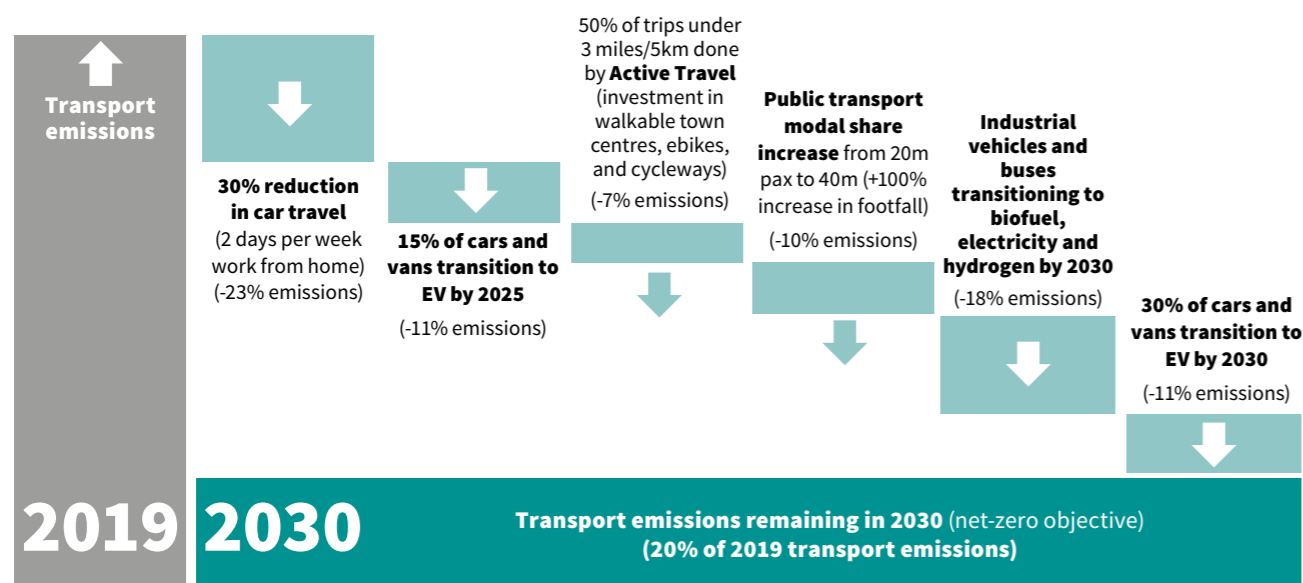 Transport
emissions
2019
30% reduction
in car travel
(2 days per week
work from home)
(-23% emissions)
15% of cars and
vans transition to
EV by 2025
(-11% emissions)
50% of trips under
3 miles/5km done
by Active Travel
(investment in
walkable town
centres, ebikes,
and cycleways)
(-7% emissions)
Public transport
modal share
increase from 20m
pax to 40m (+100%
increase in footfall)
(-10% emissions)
Industrial
vehicles and
buses
transitioning to
biofuel,
electricity and
hydrogen by 2030
(-18% emissions)
30% of cars and
vans transition to
EV by 2030
(-11% emissions)
2030
Transport emissions remaining in 2030 (net-zero objective)
(20% of 2019 transport emissions)